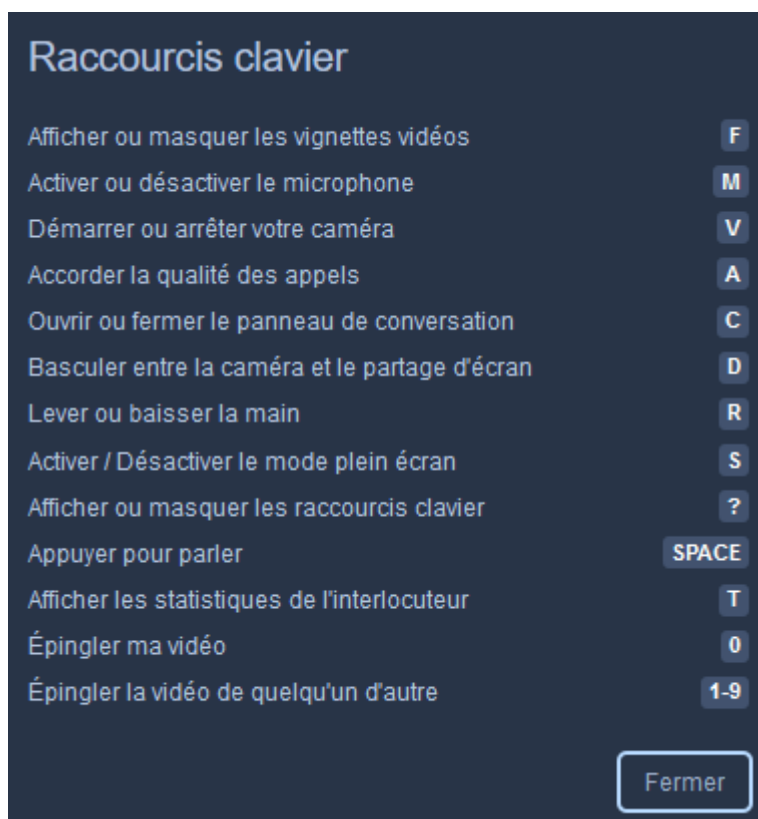 Raccourcis clavier
Afficher ou masquer les vignettes vidéos F
Activer ou désactiver le microphone M
Démarrer ou arrêter votre caméra V
Accorder la qualité des appels A
Ouvrir ou fermer le panneau de conversation C
Basculer entre la caméra et le partage d'écran D
Lever ou baisser la main R
Activer / Désactiver le mode plein écran S
Afficher ou masquer les raccourcis clavier ?
Appuyer pour parler SPACE
Afficher les statistiques de l'interlocuteur T
Épingler ma vidéo 0
Épingler la vidéo de quelqu'un d'autre 1-9
Fermer